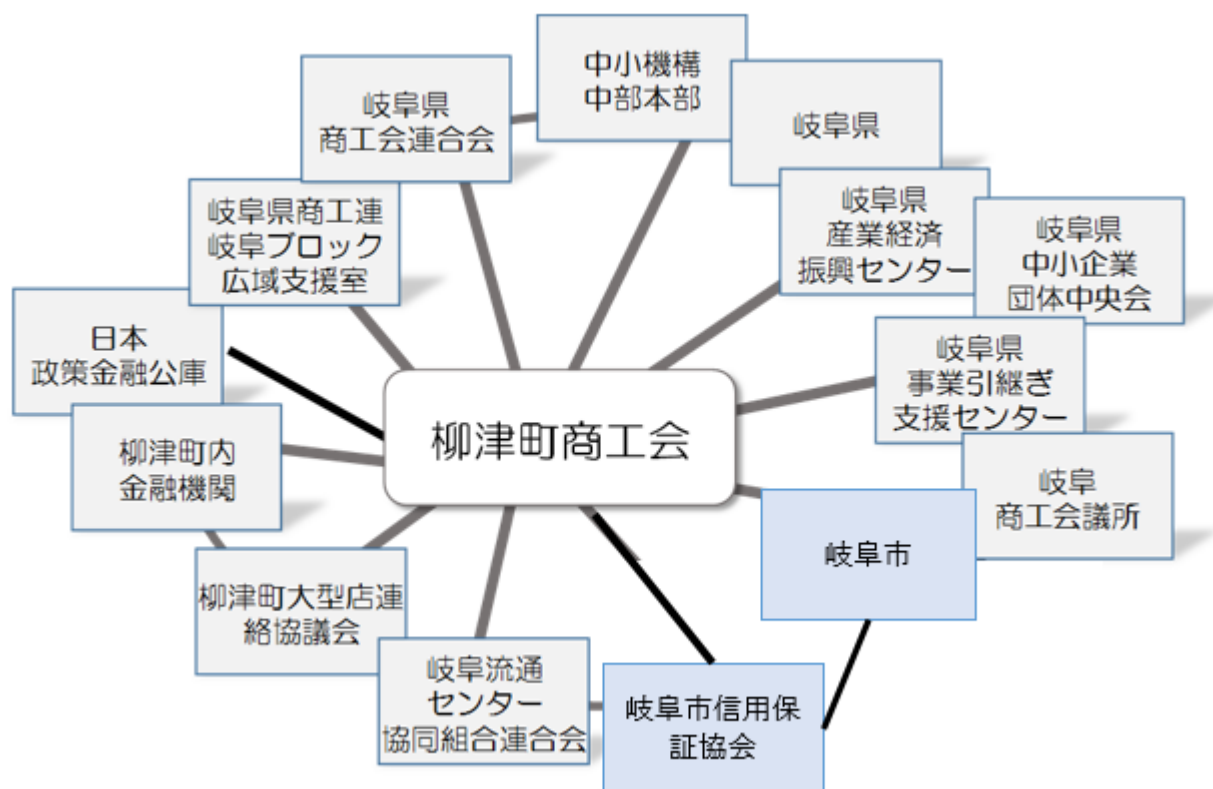 中小機構
中部本部
岐阜県
商工会連合会
岐阜県
岐阜県商工連
岐阜ブロック
広域支援室
岐阜県
産業経済
振興センター
岐阜県
中小企業
団体中央会
日本
政策金融公庫
岐阜県
事業引継ぎ
支援センター
柳津町商工会
柳津町内
金融機関
岐阜
商工会議所
岐阜市
柳津町大型店連
絡協議会
岐阜流通
センター
協同組合連合会
岐阜市信用保
証協会